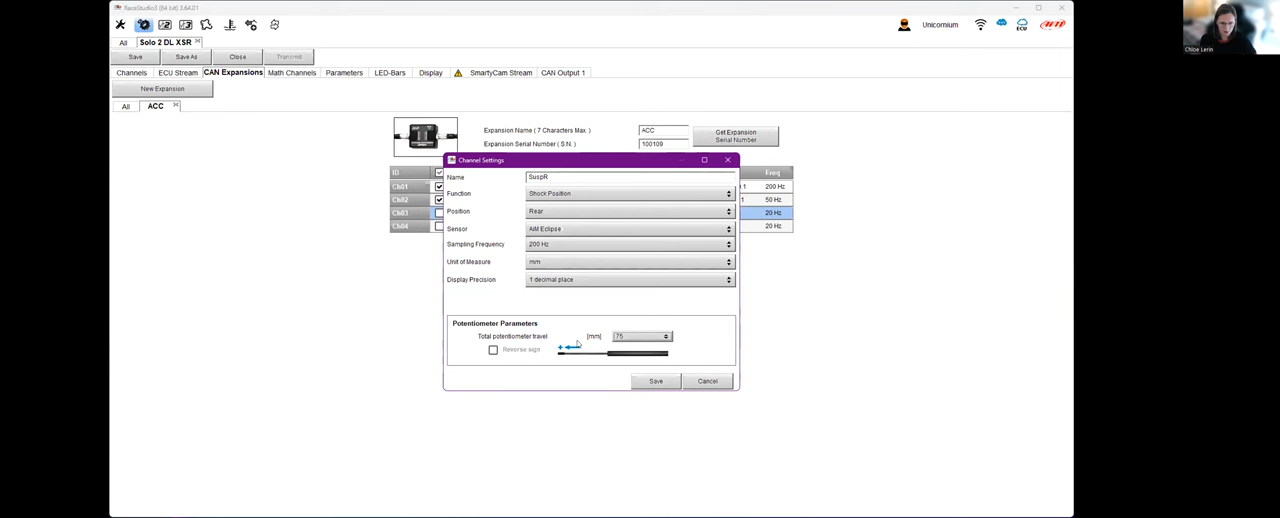 RaceStudio3 (64 bit) 3.64.01
Unicornium
ECU
All Solo 2 DL XSR
Save Save As Close Transmit
Channels ECU Stream CAN Expansions Math Channels Parameters LED-Bars Display SmartyCam Stream CAN Output 1
New Expansion
All ACC
Expansion Name ( 7 Characters Max. ) ACC
Expansion Serial Number ( S.N. ) 100109
Get Expansion
Serial Number
Channel Settings
ID Freq
Ch01 0.1 200 Hz
Ch02 1 50 Hz
Ch03 20 Hz
Ch04 20 Hz
Name SuspR
Function Shock Position
Position Rear
Sensor AiM Eclipse
Sampling Frequency 200 Hz
Unit of Measure mm
Display Precision 1 decimal place
Potentiometer Parameters
Total potentiometer travel [mm] 75
Reverse sign +
Save Cancel
Chloe Lerin